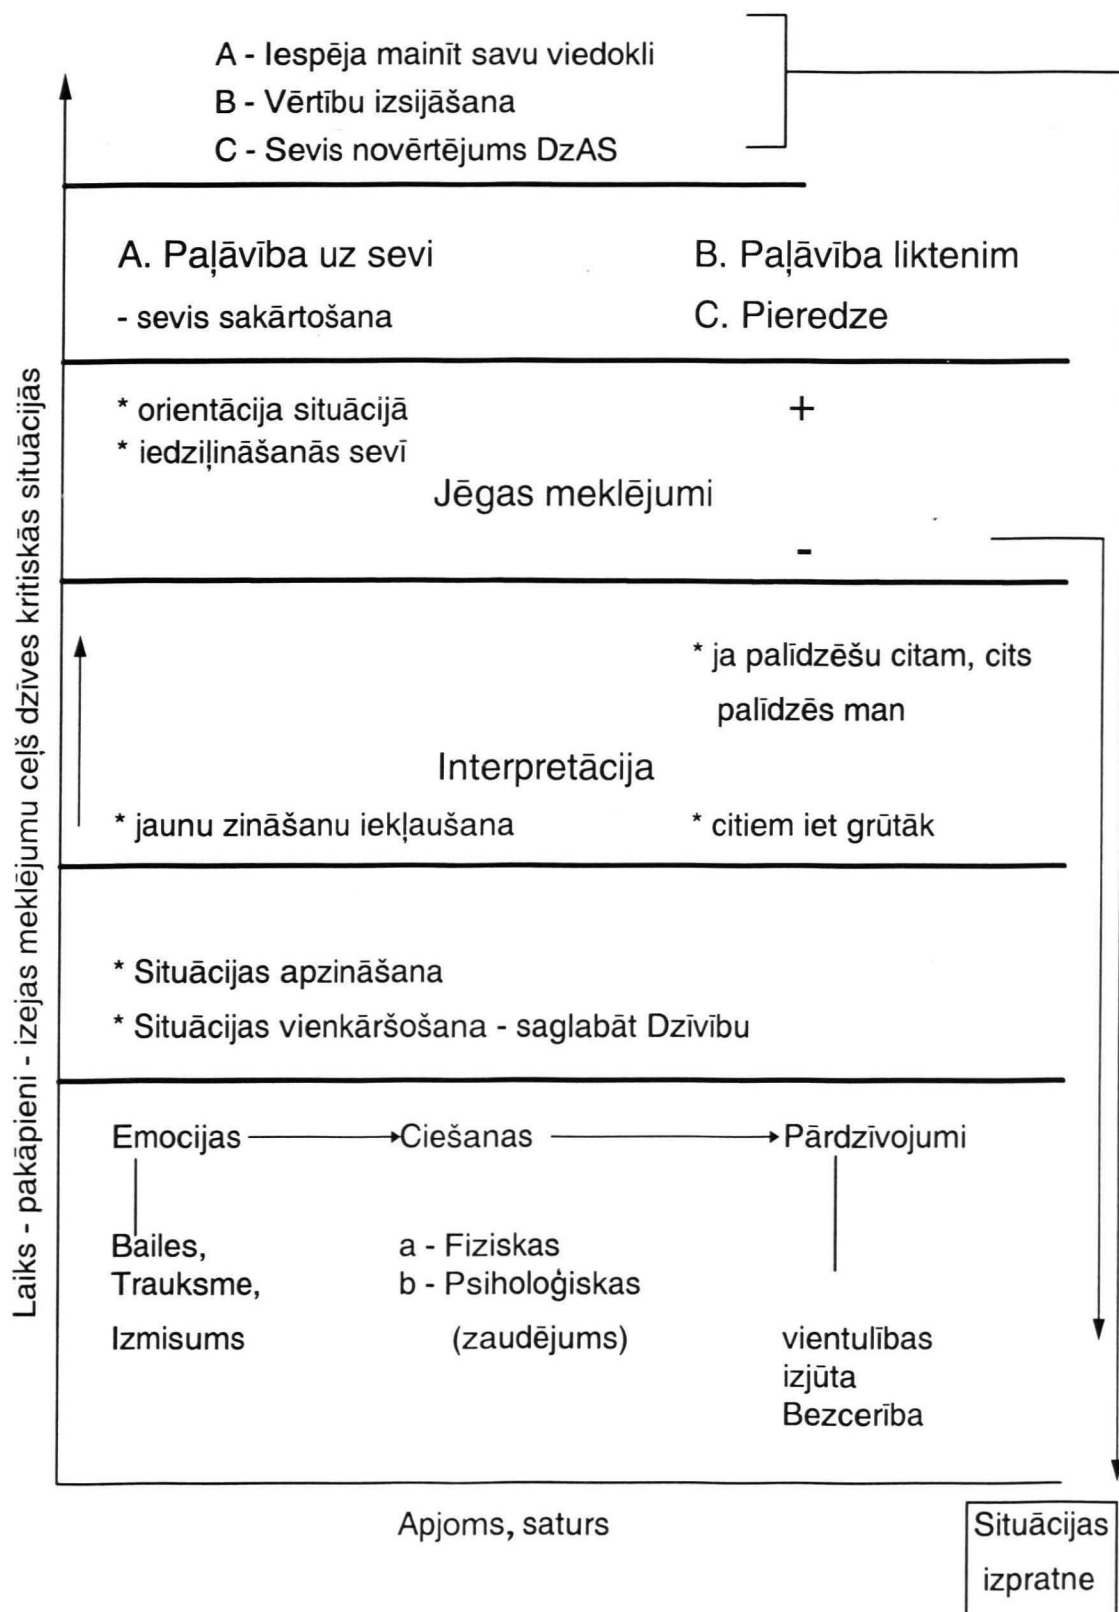 A - Iespēja mainīt savu viedokli
B - Vērtību izsijāšana
C - Sevis novērtējums DzAS
A. Paļāvība uz sevi
B. Paļāvība liktenim
- sevis sakārtošana
C. Pieredze
* orientācija situācijā
+
* iedziļināšanās sevī
Jēgas meklējumi
-
* ja palīdzēšu citam, cits
palīdzēs man
Interpretācija
* jaunu zināšanu iekļaušana
* citiem iet grūtāk
* Situācijas apzināšana
* Situācijas vienkāršošana - saglabāt Dzīvību
Emocijas
Ciešanas
Pārdzīvojumi
Bailes,
Trauksme,
Izmisums
a - Fiziskas
b - Psiholoģiskas
(zaudējums)
vientulības
izjūta
Bezcerība
Laiks - pakāpieni - izejas meklējumu ceļš dzīves kritiskās situācijās
Apjoms, saturs
Situācijas
izpratne